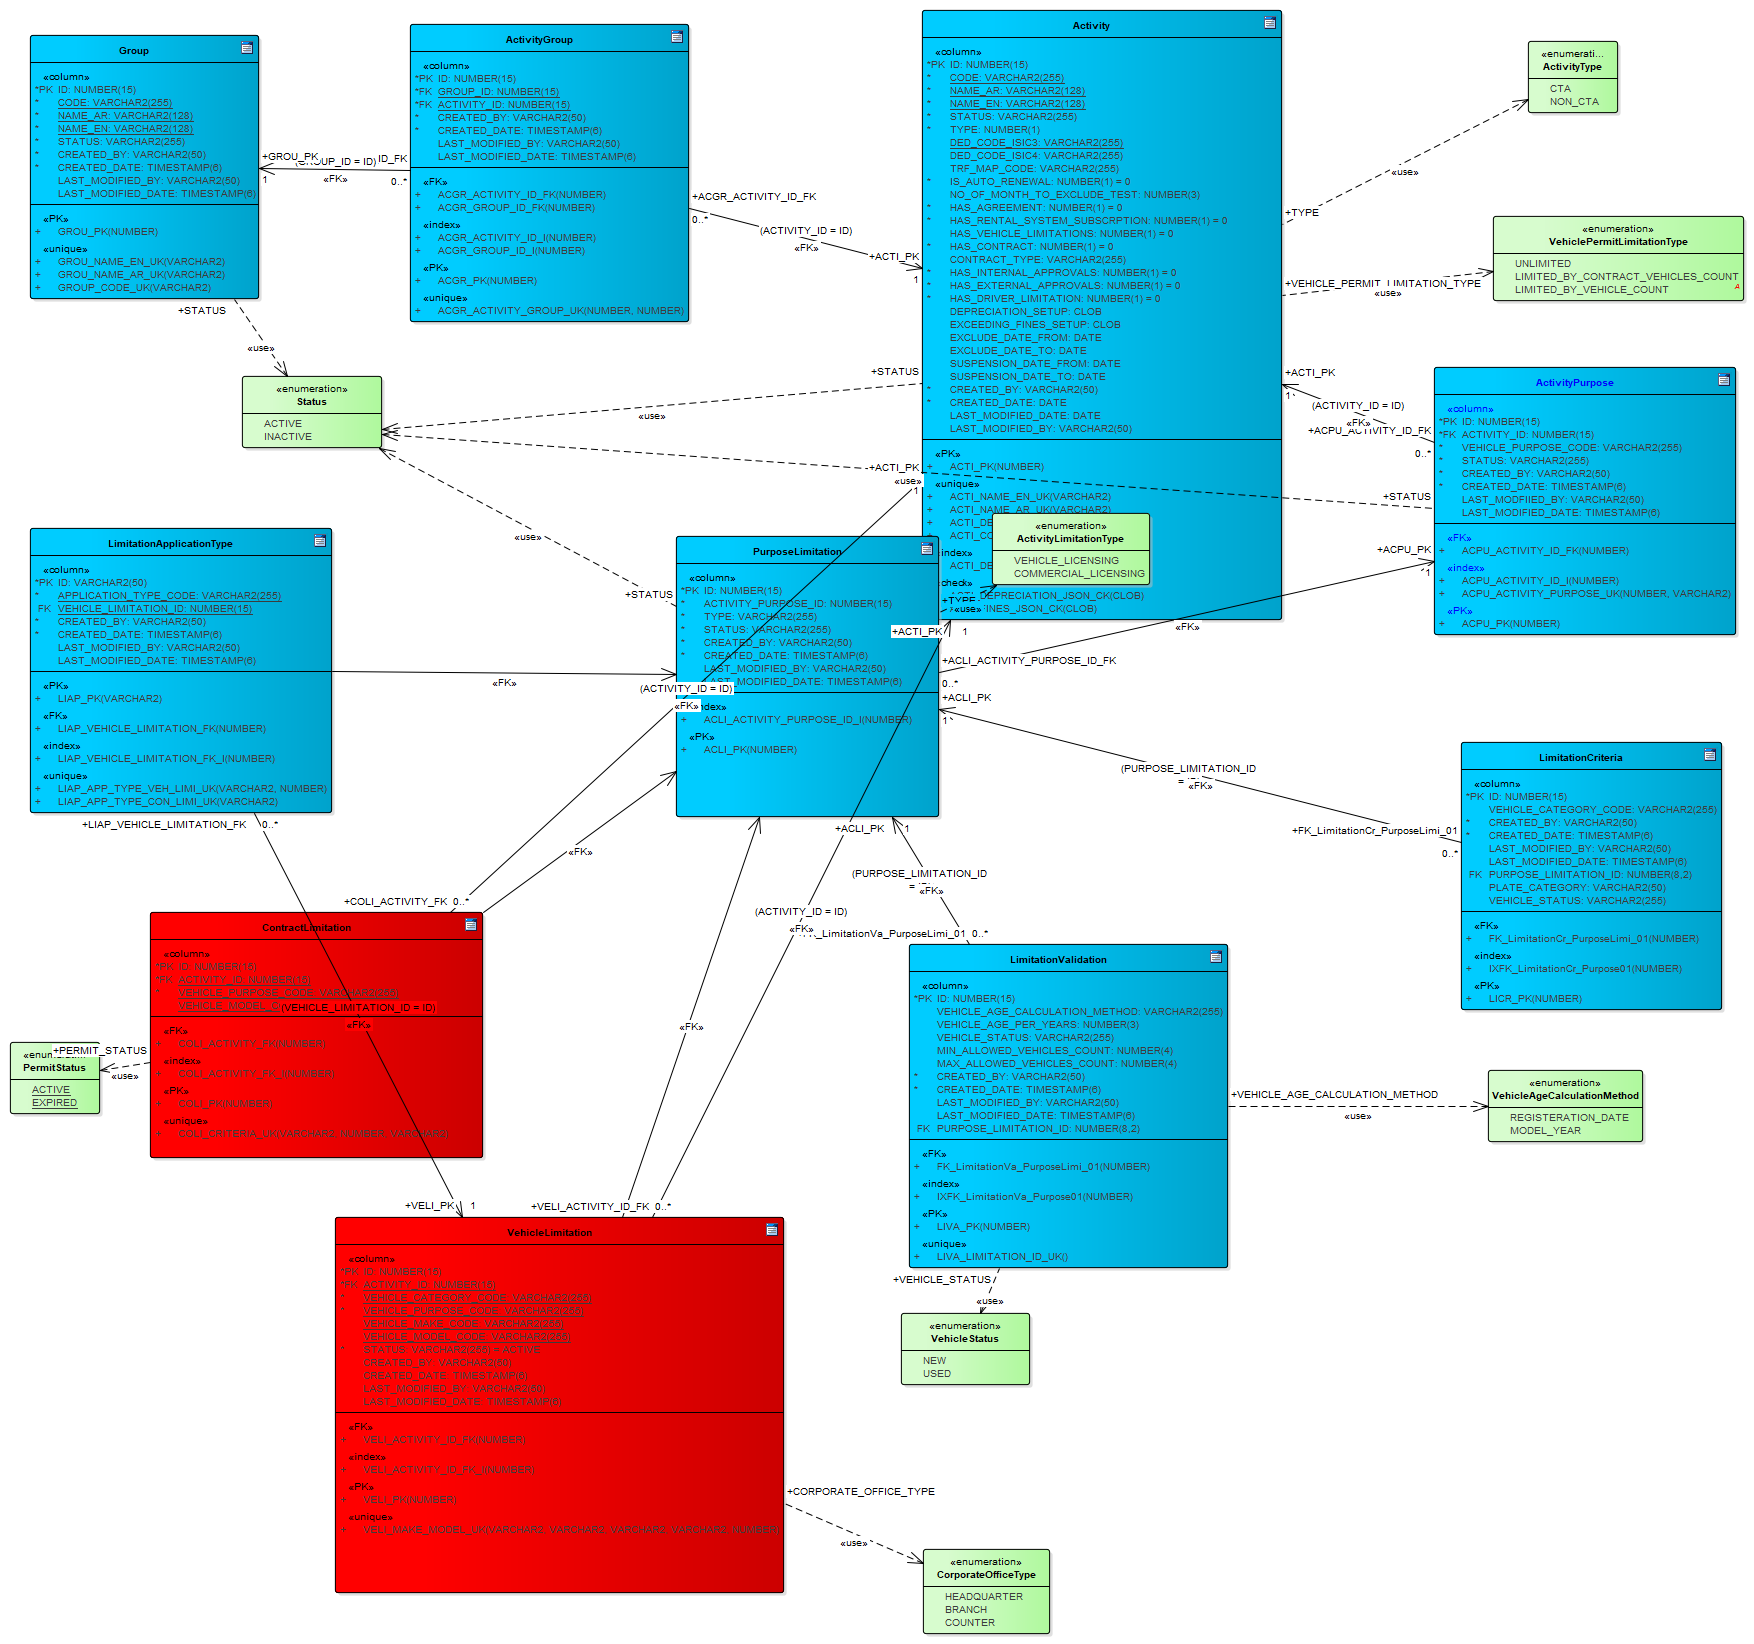 Group
«column»
*PK ID: NUMBER(15)
* CODE: VARCHAR2(255)
* NAME_AR: VARCHAR2(128)
* NAME_EN: VARCHAR2(128)
* STATUS: VARCHAR2(255)
* CREATED_BY: VARCHAR2(50)
* CREATED_DATE: TIMESTAMP(6)
LAST_MODIFIED_BY: VARCHAR2(50)
LAST_MODIFIED_DATE: TIMESTAMP(6)
«PK»
+ GROU_PK(NUMBER)
«unique»
+ GROU_NAME_EN_UK(VARCHAR2)
+ GROU_NAME_AR_UK(VARCHAR2)
+ GROUP_CODE_UK(VARCHAR2)
+GROU_PK
1
(GROUP_ID = ID)
ID_FK
«FK»
0..*
ActivityGroup
«column»
*PK ID: NUMBER(15)
*FK GROUP_ID: NUMBER(15)
*FK ACTIVITY_ID: NUMBER(15)
* CREATED_BY: VARCHAR2(50)
* CREATED_DATE: TIMESTAMP(6)
LAST_MODIFIED_BY: VARCHAR2(50)
LAST_MODIFIED_DATE: TIMESTAMP(6)
«FK»
+ ACGR_ACTIVITY_ID_FK(NUMBER)
+ ACGR_GROUP_ID_FK(NUMBER)
«index»
+ ACGR_ACTIVITY_ID_I(NUMBER)
+ ACGR_GROUP_ID_I(NUMBER)
«PK»
+ ACGR_PK(NUMBER)
«unique»
+ ACGR_ACTIVITY_GROUP_UK(NUMBER, NUMBER)
+ACGR_ACTIVITY_ID_FK
0..*
(ACTIVITY_ID = ID)
«FK»
+ACTI_PK
1
Activity
«column»
*PK ID: NUMBER(15)
* CODE: VARCHAR2(255)
* NAME_AR: VARCHAR2(128)
* NAME_EN: VARCHAR2(128)
* STATUS: VARCHAR2(255)
* TYPE: NUMBER(1)
DED_CODE_ISIC3: VARCHAR2(255)
DED_CODE_ISIC4: VARCHAR2(255)
TRF_MAP_CODE: VARCHAR2(255)
* IS_AUTO_RENEWAL: NUMBER(1) = 0
NO_OF_MONTH_TO_EXCLUDE_TEST: NUMBER(3)
* HAS_AGREEMENT: NUMBER(1) = 0
* HAS_RENTAL_SYSTEM_SUBSCRPTION: NUMBER(1) = 0
HAS_VEHICLE_LIMITATIONS: NUMBER(1) = 0
* HAS_CONTRACT: NUMBER(1) = 0
CONTRACT_TYPE: VARCHAR2(255)
* HAS_INTERNAL_APPROVALS: NUMBER(1) = 0
* HAS_EXTERNAL_APPROVALS: NUMBER(1) = 0
* HAS_DRIVER_LIMITATION: NUMBER(1) = 0
DEPRECIATION_SETUP: CLOB
EXCEEDING_FINES_SETUP: CLOB
EXCLUDE_DATE_FROM: DATE
EXCLUDE_DATE_TO: DATE
SUSPENSION_DATE_FROM: DATE
SUSPENSION_DATE_TO: DATE
* CREATED_BY: VARCHAR2(50)
* CREATED_DATE: DATE
LAST_MODIFIED_DATE: DATE
LAST_MODIFIED_BY: VARCHAR2(50)
«PK»
+ ACTI_PK(NUMBER)
«unique»
+ ACTI_NAME_EN_UK(VARCHAR2)
+ ACTI_NAME_AR_UK(VARCHAR2)
+ ACTI_DE
+ ACTI_CO
«index»
+ ACTI_DE
«check»
_DEPRECIATION_JSON_CK(CLOB)
INES_JSON_CK(CLOB)
«enumerati...
ActivityType
CTA
NON_CTA
«use»
+TYPE
«enumeration»
VehiclePermitLimitationType
UNLIMITED
LIMITED_BY_CONTRACT_VEHICLES_COUNT
LIMITED_BY_VEHICLE_COUNT
+VEHICLE_PERMIT_LIMITATION_TYPE
«use»
+ACTI_PK
1
(ACTIVITY_ID = ID)
«FK»
+ACPU_ACTIVITY_ID_FK
0..*
ActivityPurpose
«column»
*PK ID: NUMBER(15)
*FK ACTIVITY_ID: NUMBER(15)
* VEHICLE_PURPOSE_CODE: VARCHAR2(255)
* STATUS: VARCHAR2(255)
* CREATED_BY: VARCHAR2(50)
* CREATED_DATE: TIMESTAMP(6)
LAST_MODFIIED_BY: VARCHAR2(50)
LAST_MODIFIED_DATE: TIMESTAMP(6)
«FK»
+ ACPU_ACTIVITY_ID_FK(NUMBER)
«index»
+ ACPU_ACTIVITY_ID_I(NUMBER)
+ ACPU_ACTIVITY_PURPOSE_UK(NUMBER, VARCHAR2)
«PK»
+ ACPU_PK(NUMBER)
+STATUS
+STATUS
«use»
«enumeration»
Status
ACTIVE
INACTIVE
+STATUS
«use»
+ACTI_PK
«use»
1
«use»
+STATUS
+ACPU_PK
1
«FK»
«enumeration»
ActivityLimitationType
VEHICLE_LICENSING
COMMERCIAL_LICENSING
+TYPE
«use»
+ACTI_PK
1
LimitationApplicationType
«column»
*PK ID: VARCHAR2(50)
* APPLICATION_TYPE_CODE: VARCHAR2(255)
FK VEHICLE_LIMITATION_ID: NUMBER(15)
* CREATED_BY: VARCHAR2(50)
* CREATED_DATE: TIMESTAMP(6)
LAST_MODIFIED_BY: VARCHAR2(50)
LAST_MODIFIED_DATE: TIMESTAMP(6)
«PK»
+ LIAP_PK(VARCHAR2)
«FK»
+ LIAP_VEHICLE_LIMITATION_FK(NUMBER)
«index»
+ LIAP_VEHICLE_LIMITATION_FK_I(NUMBER)
«unique»
+ LIAP_APP_TYPE_VEH_LIMI_UK(VARCHAR2, NUMBER)
+ LIAP_APP_TYPE_CON_LIMI_UK(VARCHAR2)
«FK»
+LIAP_VEHICLE_LIMITATION_FK
0..*
PurposeLimitation
«column»
*PK ID: NUMBER(15)
* ACTIVITY_PURPOSE_ID: NUMBER(15)
* TYPE: VARCHAR2(255)
* STATUS: VARCHAR2(255)
* CREATED_BY: VARCHAR2(50)
* CREATED_DATE: TIMESTAMP(6)
LAST_MODIFIED_BY: VARCHAR2(50)
LAST_MODIFIED_DATE: TIMESTAMP(6)
(ACTIVITY_ID = ID)
«FK»
«index»
+ ACLI_ACTIVITY_PURPOSE_ID_I(NUMBER)
«PK»
+ ACLI_PK(NUMBER)
+ACLI_ACTIVITY_PURPOSE_ID_FK
0..*
+ACLI_PK
1
(PURPOSE_LIMITATION_ID
«FK»
+FK_LimitationCr_PurposeLimi_01
0..*
LimitationCriteria
«column»
*PK ID: NUMBER(15)
VEHICLE_CATEGORY_CODE: VARCHAR2(255)
* CREATED_BY: VARCHAR2(50)
* CREATED_DATE: TIMESTAMP(6)
LAST_MODIFIED_BY: VARCHAR2(50)
LAST_MODIFIED_DATE: TIMESTAMP(6)
FK PURPOSE_LIMITATION_ID: NUMBER(8,2)
PLATE_CATEGORY: VARCHAR2(50)
VEHICLE_STATUS: VARCHAR2(255)
«FK»
+ FK_LimitationCr_PurposeLimi_01(NUMBER)
«index»
+ IXFK_LimitationCr_Purpose01(NUMBER)
«PK»
+ LICR_PK(NUMBER)
+ACLI_PK
1
«FK»
(PURPOSE_LIMITATION_ID
«FK»
+COLI_ACTIVITY_FK 0..*
(ACTIVITY_ID = ID)
«FK»
_LimitationVa_PurposeLimi_01 0..*
ContractLimitation
«column»
*PK ID: NUMBER(15)
*FK ACTIVITY_ID: NUMBER(15)
* VEHICLE_PURPOSE_CODE: VARCHAR2(255)
VEHICLE_MODEL_C
(VEHICLE_LIMITATION_ID = ID)
«FK»
«FK»
+ COLI_ACTIVITY_FK(NUMBER)
«index»
+ COLI_ACTIVITY_FK_I(NUMBER)
«PK»
+ COLI_PK(NUMBER)
«unique»
+ COLI_CRITERIA_UK(VARCHAR2, NUMBER, VARCHAR2)
+PERMIT_STATUS
«use»
PermitStatus
ACTIVE
EXPIRED
«FK»
LimitationValidation
«column»
*PK ID: NUMBER(15)
VEHICLE_AGE_CALCULATION_METHOD: VARCHAR2(255)
VEHICLE_AGE_PER_YEARS: NUMBER(3)
VEHICLE_STATUS: VARCHAR2(255)
MIN_ALLOWED_VEHICLES_COUNT: NUMBER(4)
MAX_ALLOWED_VEHICLES_COUNT: NUMBER(4)
* CREATED_BY: VARCHAR2(50)
* CREATED_DATE: TIMESTAMP(6)
LAST_MODIFIED_BY: VARCHAR2(50)
LAST_MODIFIED_DATE: TIMESTAMP(6)
FK PURPOSE_LIMITATION_ID: NUMBER(8,2)
«FK»
+ FK_LimitationVa_PurposeLimi_01(NUMBER)
«index»
+ IXFK_LimitationVa_Purpose01(NUMBER)
«PK»
+ LIVA_PK(NUMBER)
«unique»
+ LIVA_LIMITATION_ID_UK()
+VEHICLE_AGE_CALCULATION_METHOD
«use»
«enumeration»
VehicleAgeCalculationMethod
REGISTERATION_DATE
MODEL_YEAR
+VELI_PK 1
+VELI_ACTIVITY_ID_FK 0..*
VehicleLimitation
«column»
*PK ID: NUMBER(15)
*FK ACTIVITY_ID: NUMBER(15)
* VEHICLE_CATEGORY_CODE: VARCHAR2(255)
* VEHICLE_PURPOSE_CODE: VARCHAR2(255)
VEHICLE_MAKE_CODE: VARCHAR2(255)
VEHICLE_MODEL_CODE: VARCHAR2(255)
* STATUS: VARCHAR2(255) = ACTIVE
CREATED_BY: VARCHAR2(50)
CREATED_DATE: TIMESTAMP(6)
LAST_MODIFIED_BY: VARCHAR2(50)
LAST_MODIFIED_DATE: TIMESTAMP(6)
«FK»
+ VELI_ACTIVITY_ID_FK(NUMBER)
«index»
+ VELI_ACTIVITY_ID_FK_I(NUMBER)
«PK»
+ VELI_PK(NUMBER)
«unique»
+ VELI_MAKE_MODEL_UK(VARCHAR2, VARCHAR2, VARCHAR2, VARCHAR2, NUMBER)
+VEHICLE_STATUS
«use»
«enumeration»
VehicleStatus
NEW
USED
+CORPORATE_OFFICE_TYPE
«use»
«enumeration»
CorporateOfficeType
HEADQUARTER
BRANCH
COUNTER